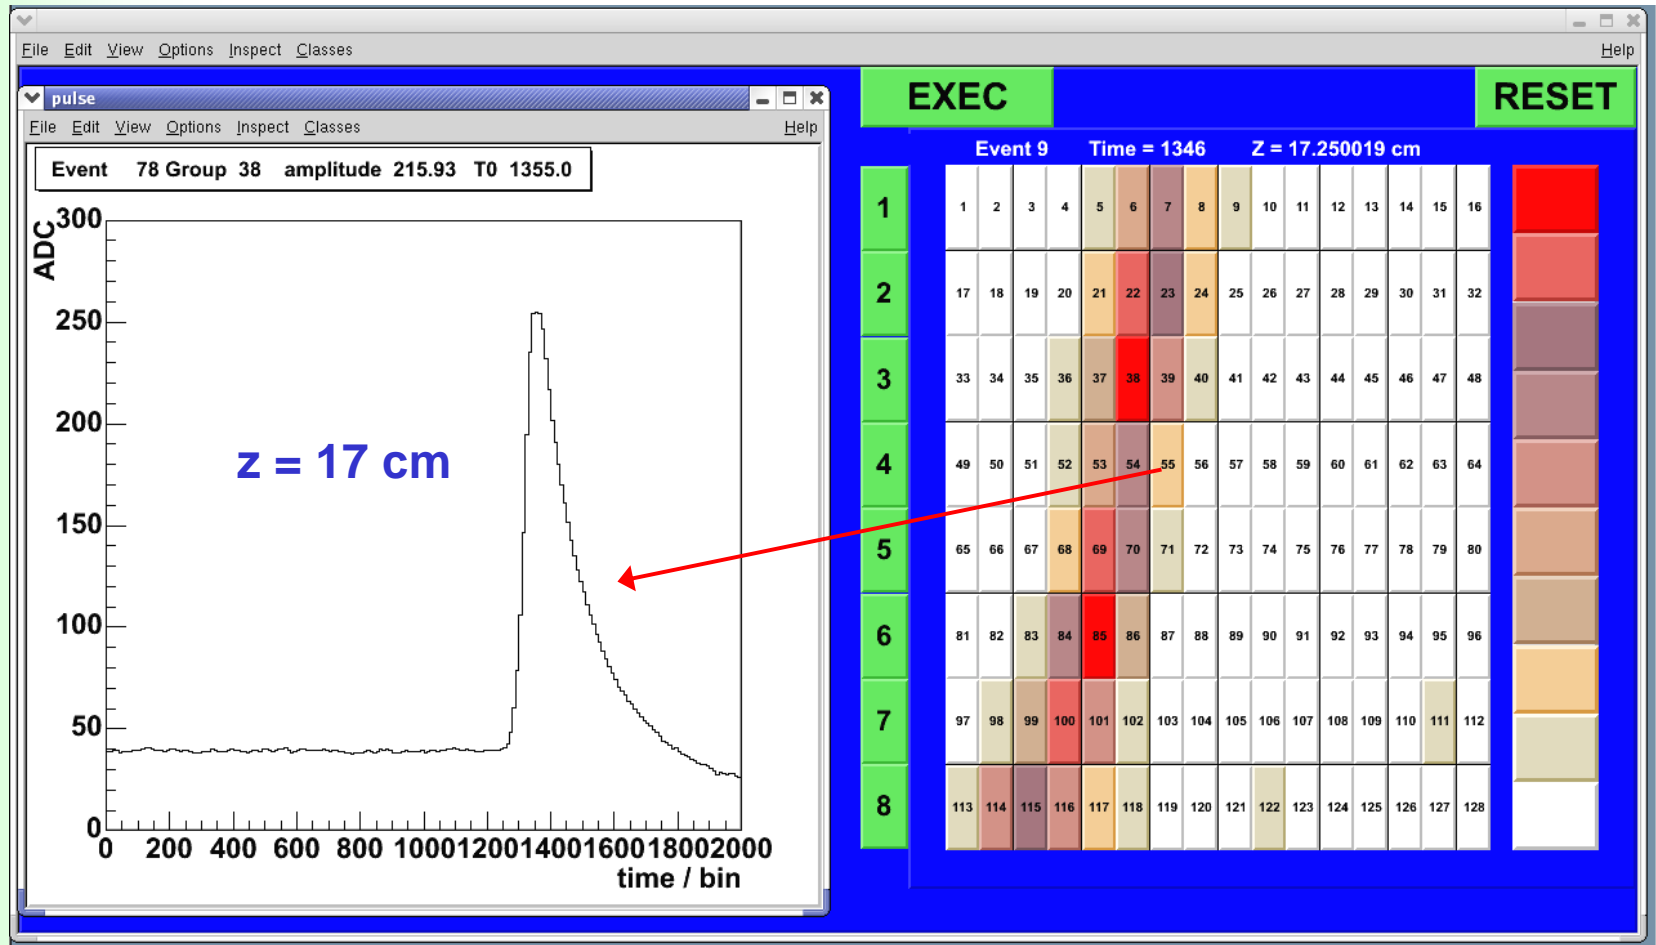 File Edit View Options Inspect Classes Help
pulse
File Edit View Options Inspect Classes Help
Event 78 Group 38 amplitude 215.93 T0 1355.0
ADC
300
250
200
150
100
50
0
z = 17 cm
0 200 400 600 800 1000 1200 1400 1600 1800 2000
time / bin
EXEC RESET
Event 9 Time = 1346 Z = 17.250019 cm
1 1 2 3 4 5 6 7 8 9 10 11 12 13 14 15 16
2 17 18 19 20 21 22 23 24 25 26 27 28 29 30 31 32
3 33 34 35 36 37 38 39 40 41 42 43 44 45 46 47 48
4 49 50 51 52 53 54 55 56 57 58 59 60 61 62 63 64
5 65 66 67 68 69 70 71 72 73 74 75 76 77 78 79 80
6 81 82 83 84 85 86 87 88 89 90 91 92 93 94 95 96
7 97 98 99 100 101 102 103 104 105 106 107 108 109 110 111 112
8 113 114 115 116 117 118 119 120 121 122 123 124 125 126 127 128